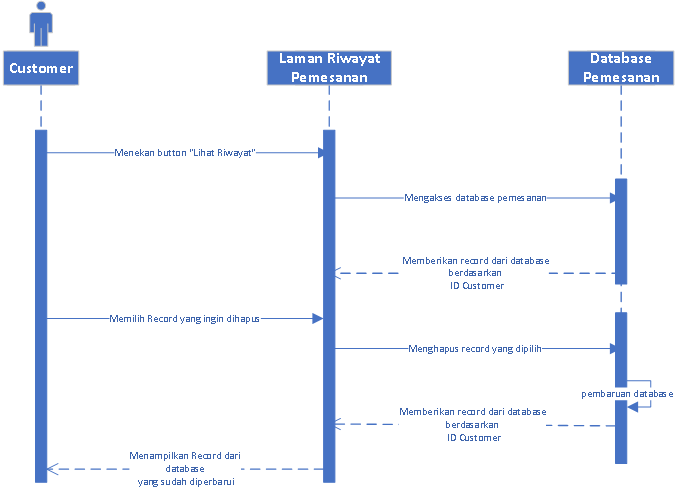 Customer
Laman Riwayat
Pemesanan
Database
Pemesanan
Menekan button "Lihat Riwayat"
Mengakses database pemesanan
Memberikan record dari database
berdasarkan
ID Customer
Memilih Record yang ingin dihapus
Menghapus record yang dipilih
pembaruan database
Memberikan record dari database
berdasarkan
ID Customer
Menampilkan Record dari
database
yang sudah diperbarui